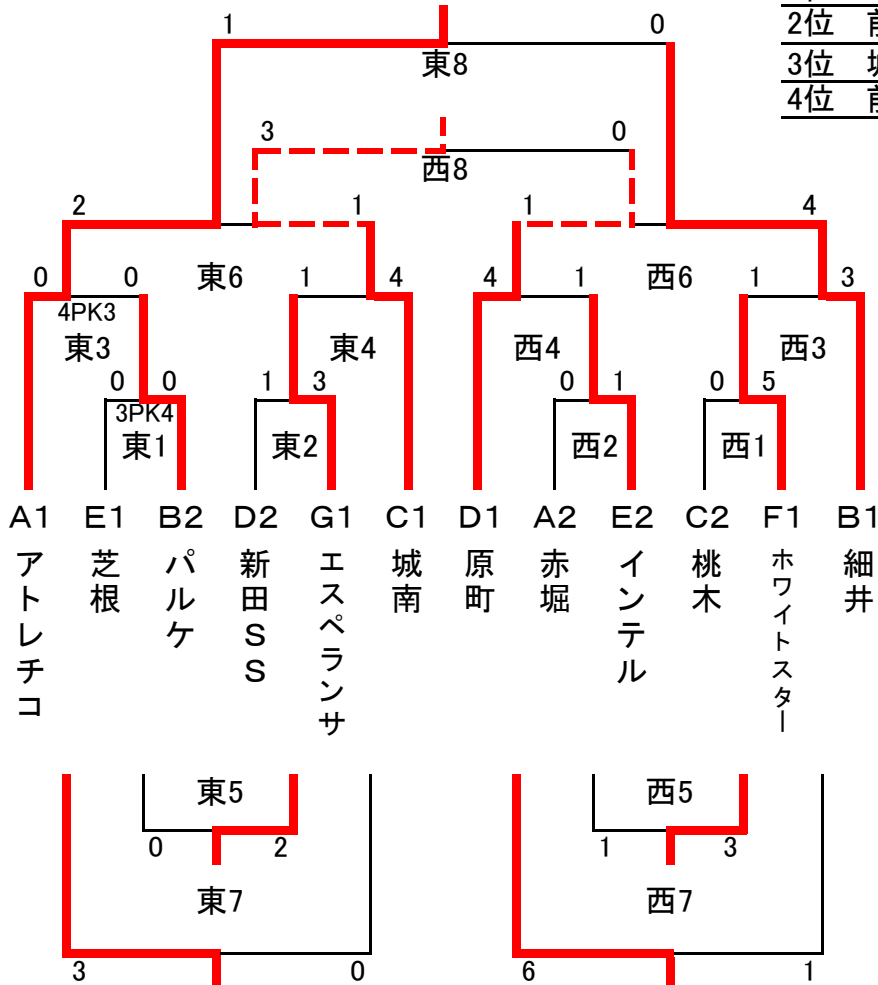 1 0
2位
東8
3位
4位
3 0
西8
2 1 1 4
0 0 東6 1 4 4 1 西6 1 3
4PK3
東3 東4 西4 西3
0 0 1 3 0 1 0 5
3PK4
東1 東2 西2 西1
A1 E1 B2 D2 G1 C1 D1 A2 E2 C2 F1 B1
アトレチコ
芝根
パルケ
新田SS
エスペランサ
城南
原町
赤堀
インテル
桃木
ホワイトスター
細井
東5 西5
0 2 1 3
東7 西7
3 0 6 1